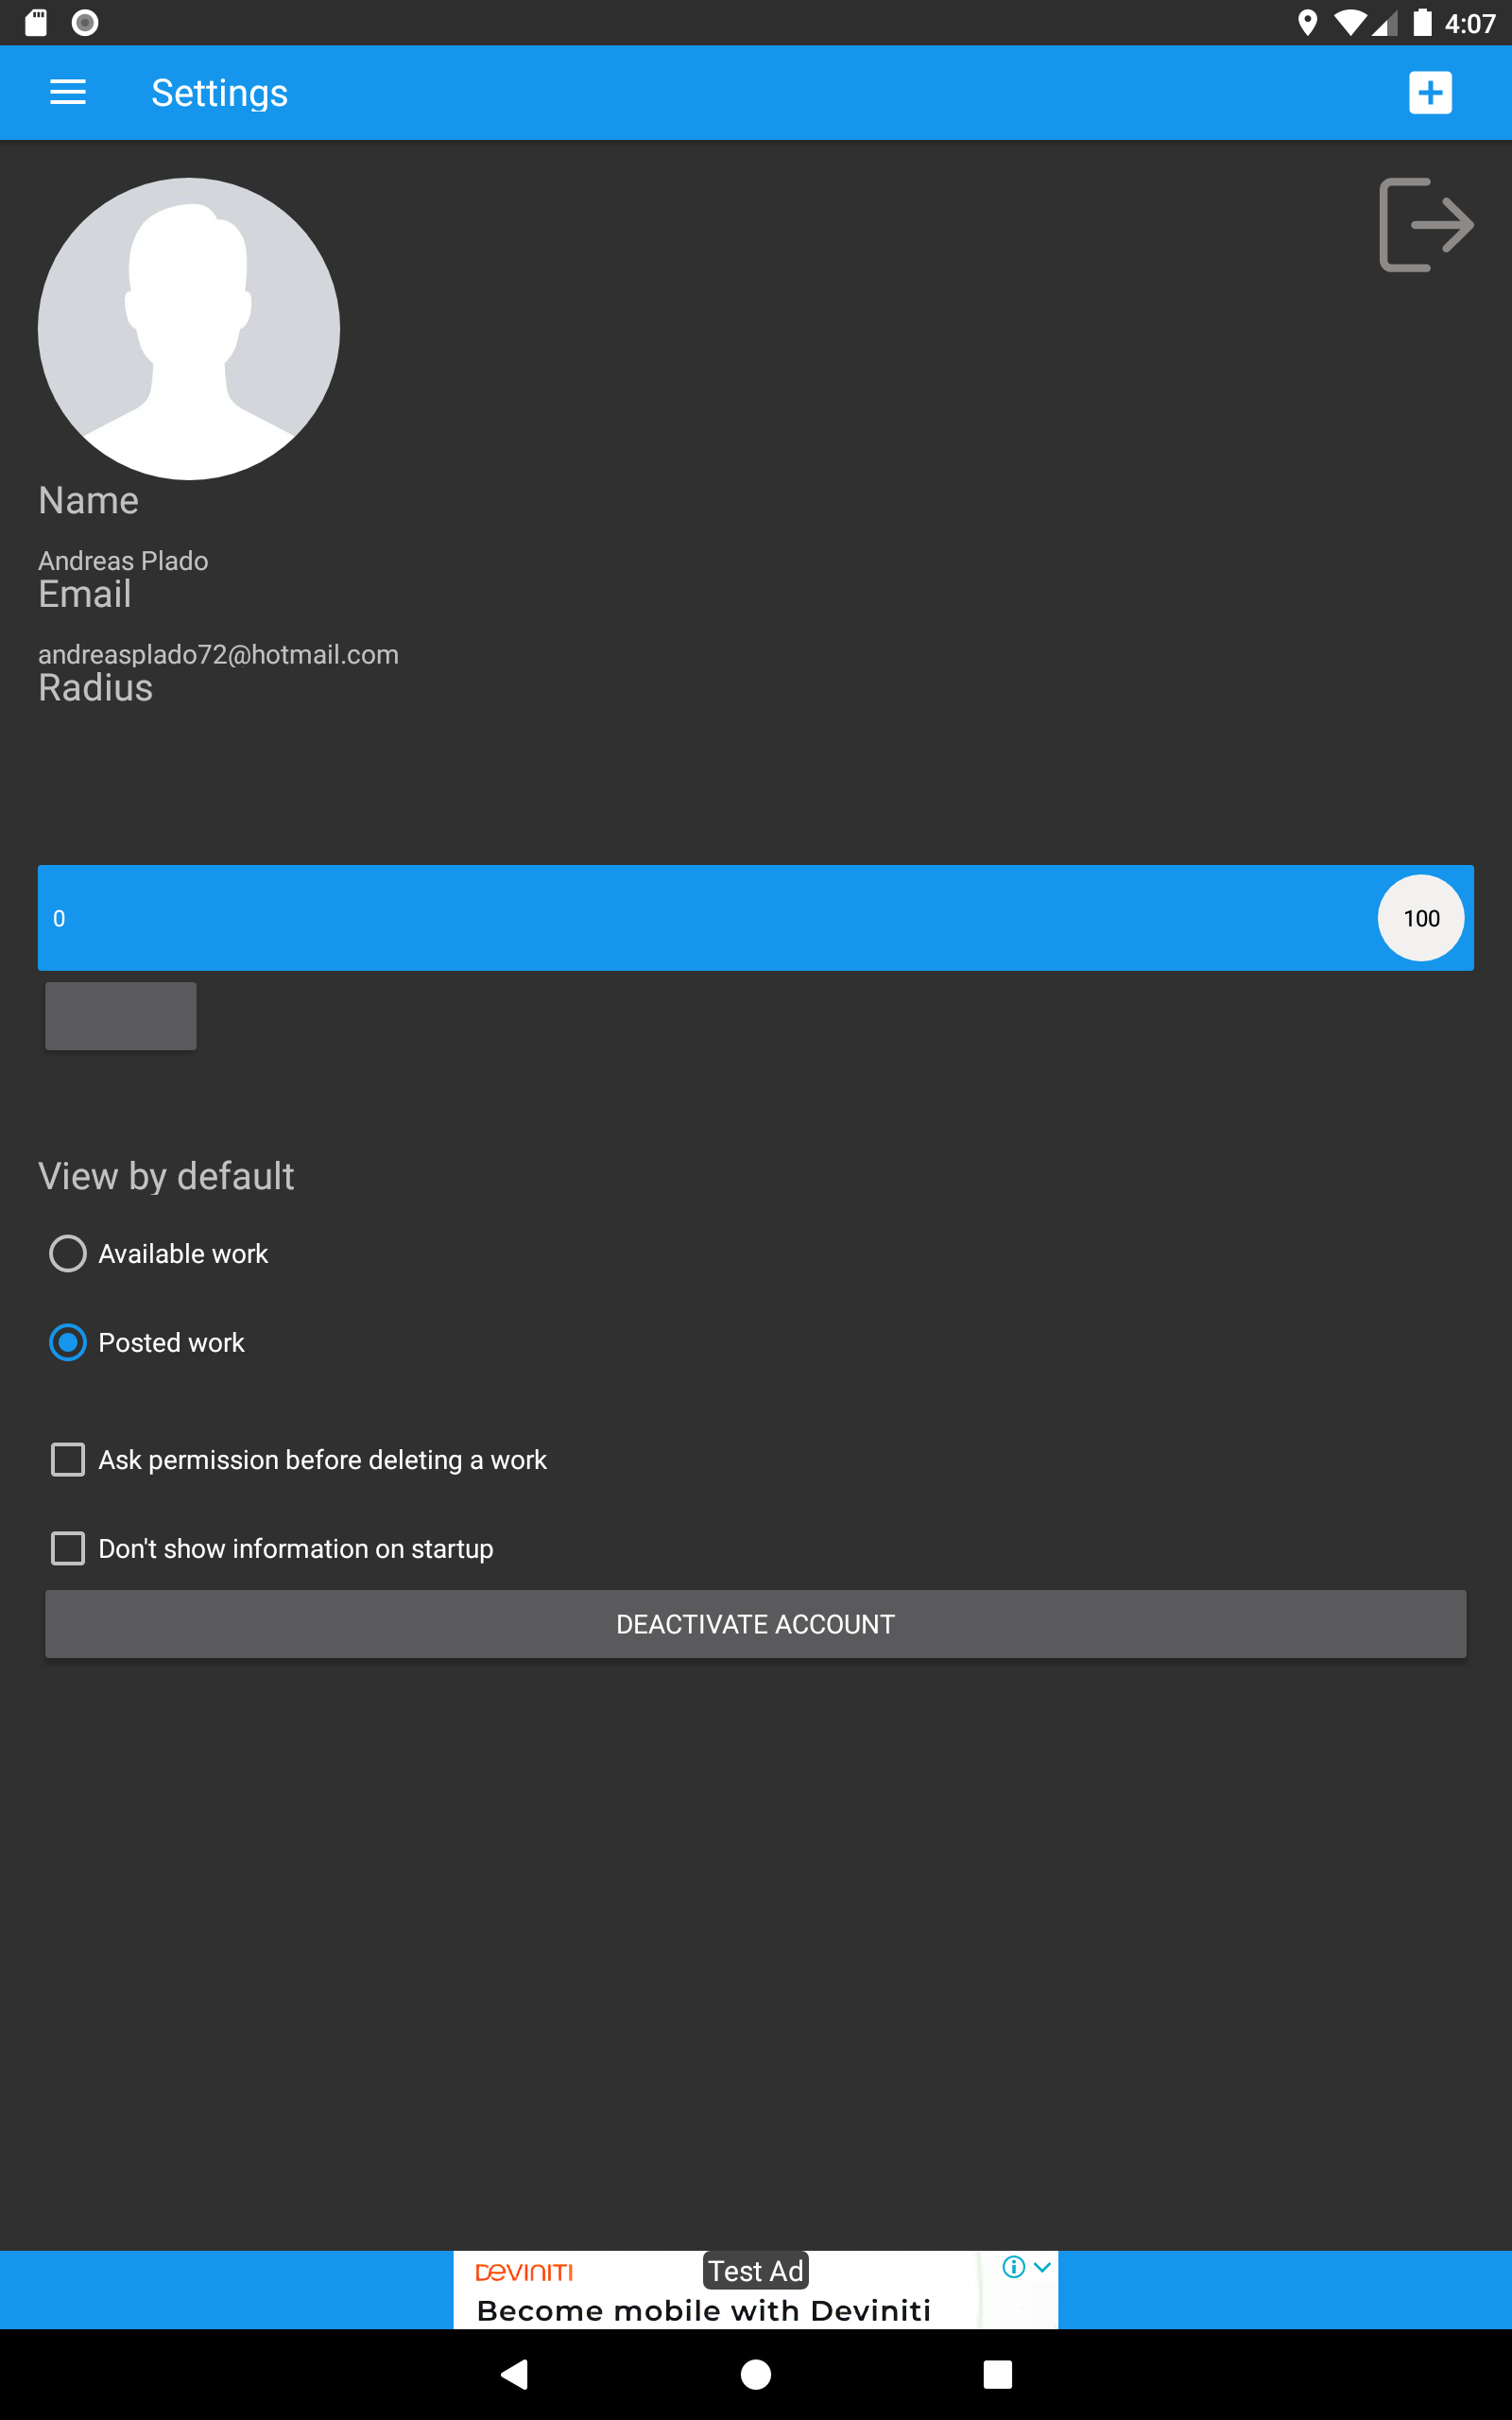 4:07
Settings
Name
Andreas Plado
Email
andreasplado72@hotmail.com
Radius
0
100
View by default
Available work
Posted work
Ask permission before deleting a work
Don't show information on startup
DEACTIVATE ACCOUNT
DEVINITI
Test Ad
Become mobile with Deviniti